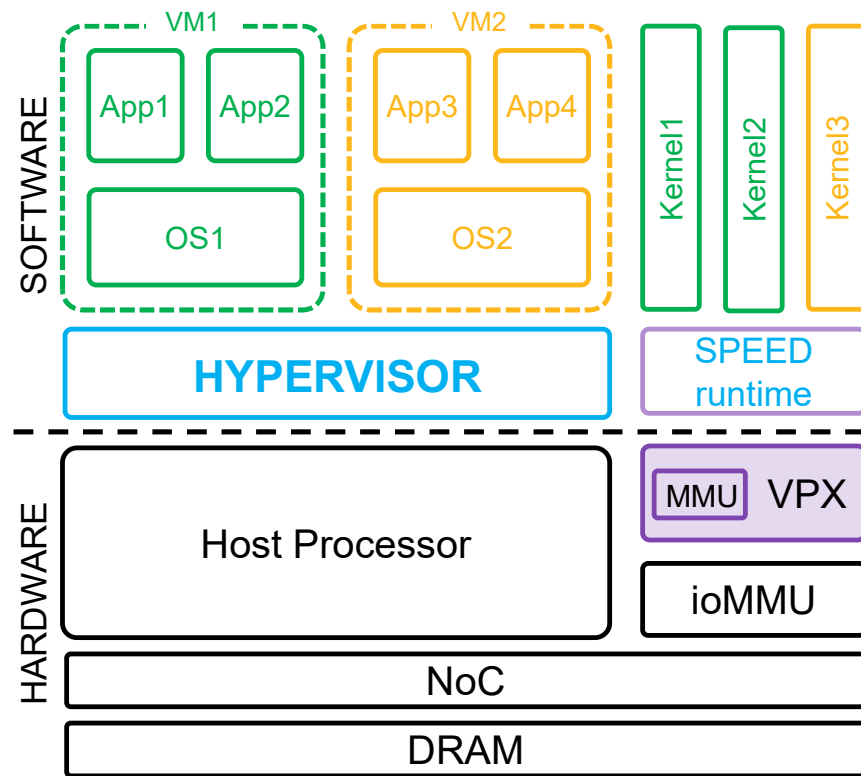 VM1
VM2
App1
App2
App3
App4
Kernel1
Kernel2
Kernel3
OS1
OS2
SOFTWARE
HYPERVISOR
SPEED
runtime
HARDWARE
Host Processor
MMU
VPX
ioMMU
NoC
DRAM